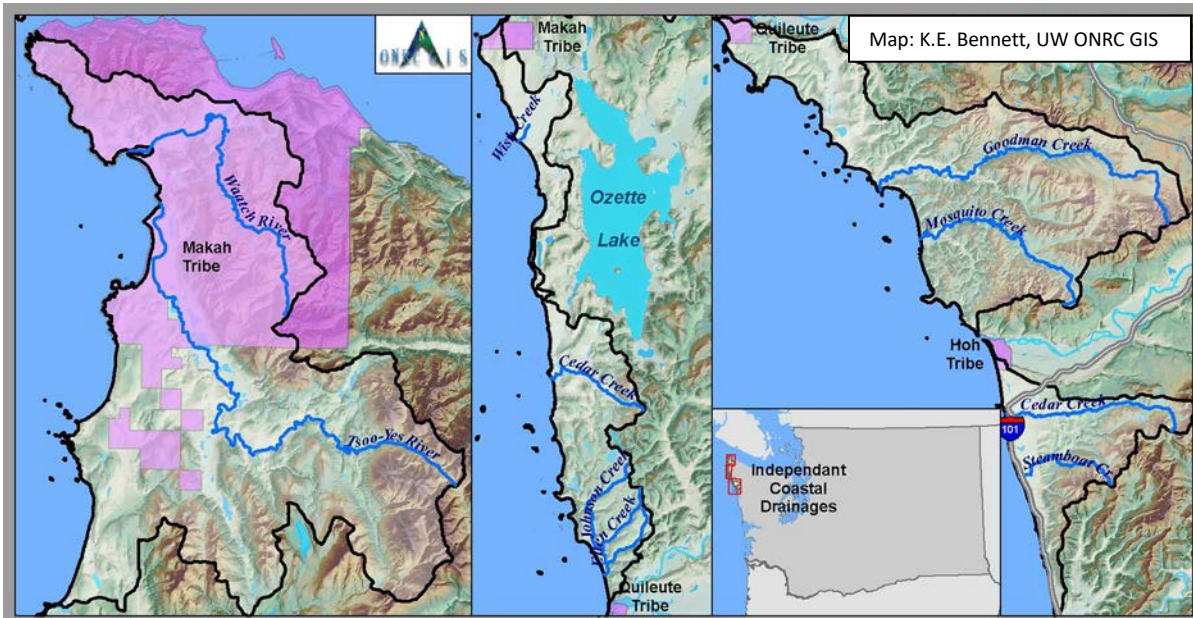 ONRC GIS
Waatch River
Makah
Tribe
Tsoo-Yes River
Makah
Tribe
Creek
Ozette
Lake
Cedar Creek
Johnson Creek
Creek
Quileute
Tribe
Quileute Tribe
Map: K.E. Bennett, UW ONRC GIS
Goodman Creek
Mosquito Creek
Hoh
Tribe
Cedar Creek
101
Steamboat Cr.
Independant
Coastal
Drainages